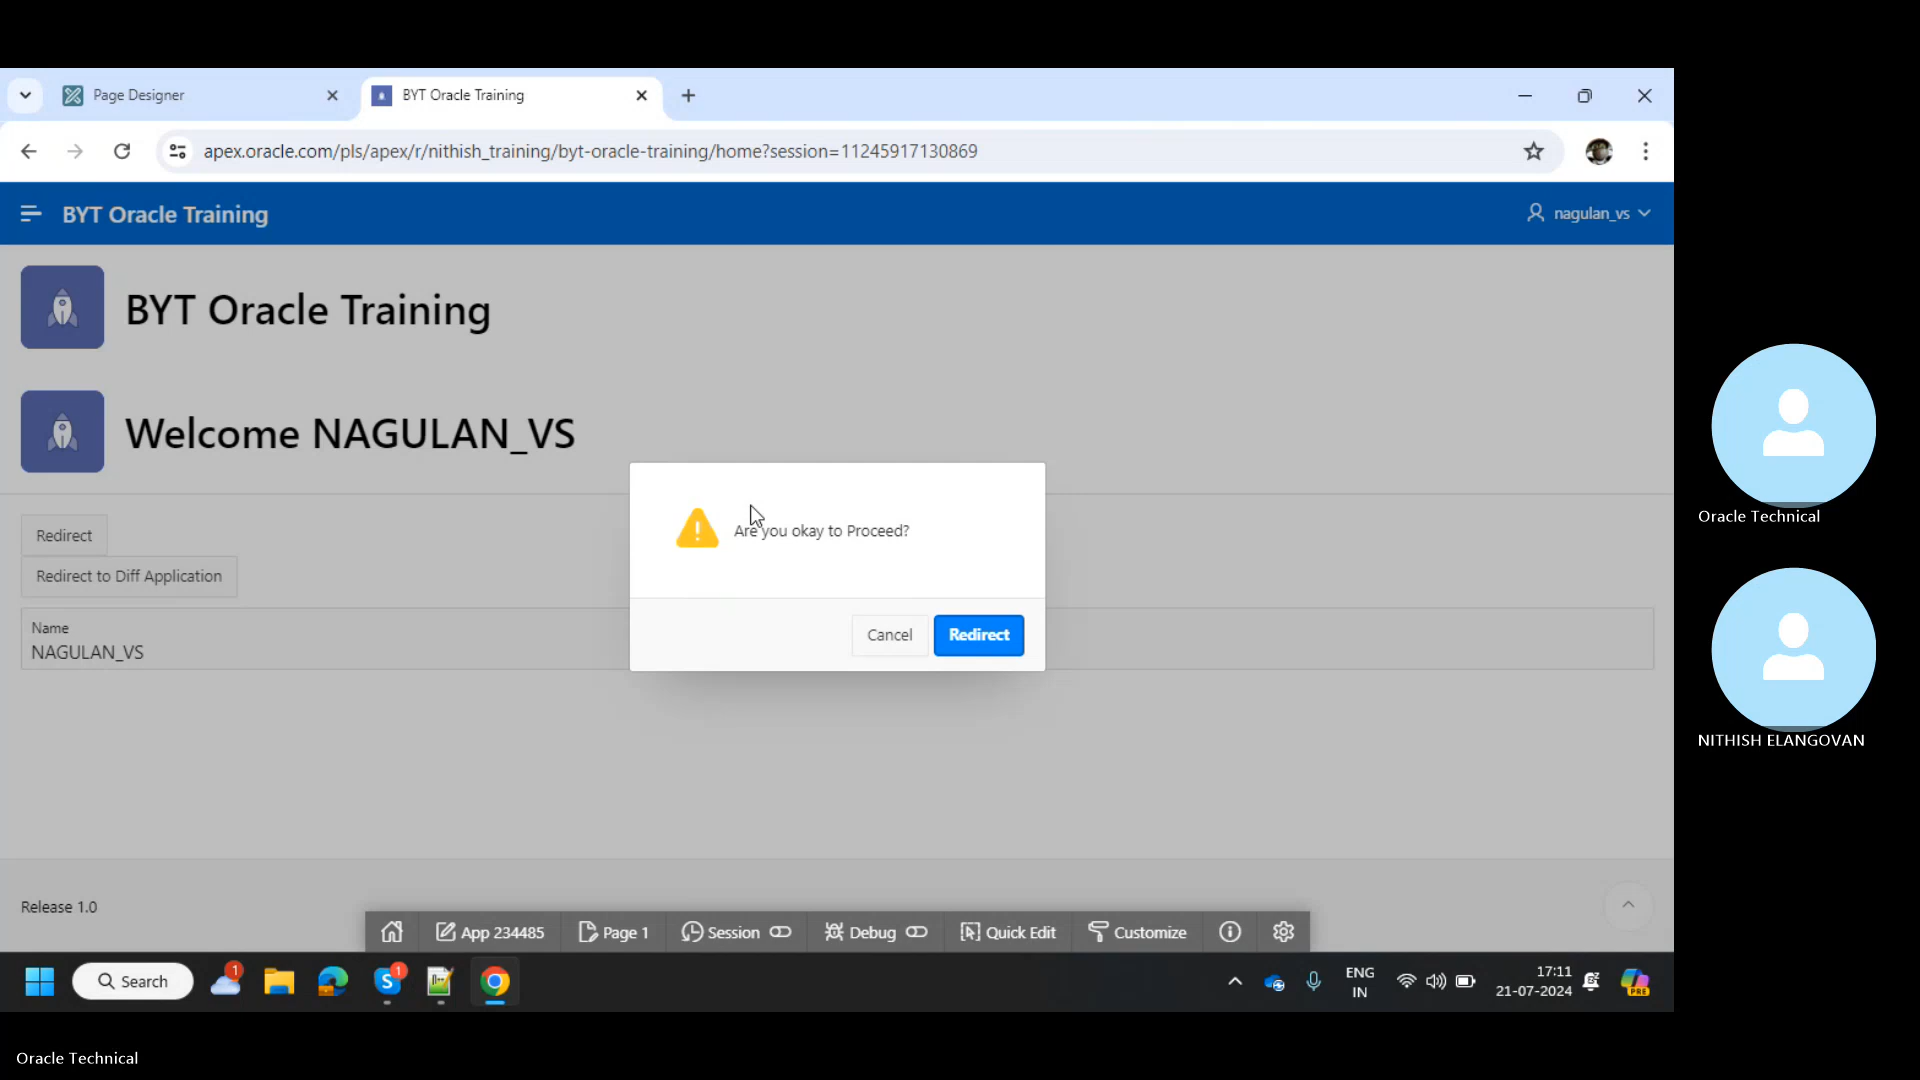 Page Designer
BYT Oracle Training
apex.oracle.com/pls/apex/r/nithish_training/byt-oracle-training/home?session=11245917130869
BYT Oracle Training
nagulan_vs
BYT Oracle Training
Welcome NAGULAN_VS
Are you okay to Proceed?
Cancel
Redirect
Redirect
Redirect to Diff Application
Name
NAGULAN_VS
Release 1.0
App 234485
Page 1
Session
Debug
Quick Edit
Customize
Search
1
1
ENG
IN
17:11
21-07-2024
PRE
Oracle Technical
NITHISH ELANGOVAN
Oracle Technical